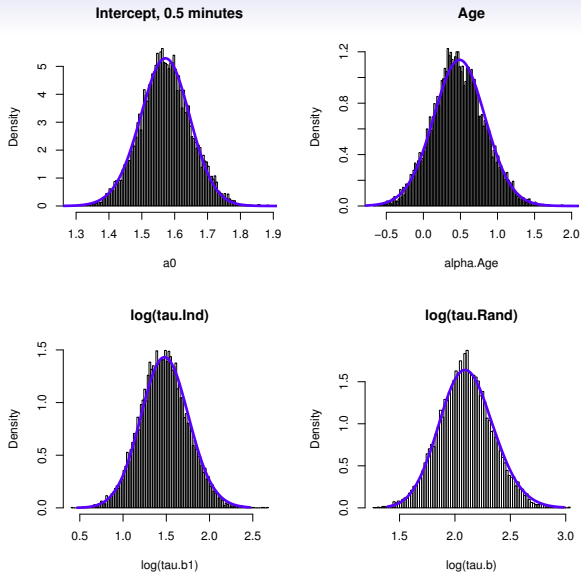 Intercept, 0.5 minutes
Density
0 1 2 3 4 5
1.3 1.4 1.5 1.6 1.7 1.8 1.9
a0
Age
Density
0.0 0.4 0.8 1.2
−0.5 0.0 0.5 1.0 1.5 2.0
alpha.Age
log(tau.Ind)
Density
0.0 0.5 1.0 1.5
0.5 1.0 1.5 2.0 2.5
log(tau.b1)
log(tau.Rand)
Density
0.0 0.5 1.0 1.5
1.5 2.0 2.5 3.0
log(tau.b)